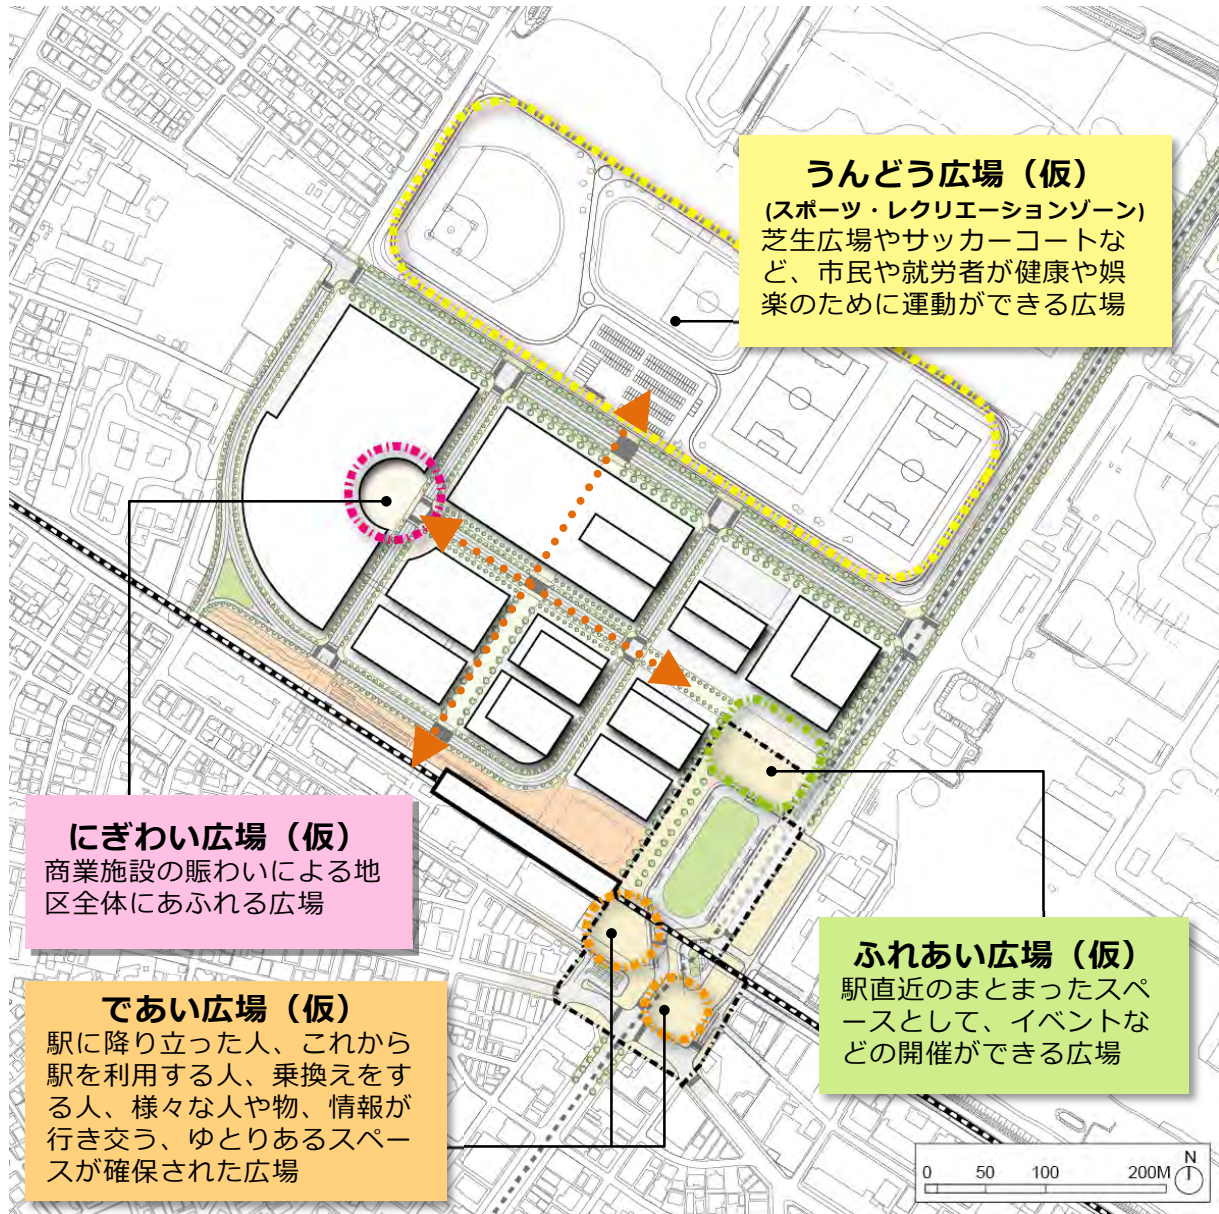 うんどう広場（仮）
(スポーツ・レクリエーションゾーン)
芝生広場やサッカーコートな
ど、市民や就労者が健康や娯
楽のために運動ができる広場
にぎわい広場（仮）
商業施設の賑わいによる地
区全体にあふれる広場
であい広場（仮）
駅に降り立った人、これから
駅を利用する人、乗換えをす
る人、様々な人や物、情報が
行き交う、ゆとりあるスペー
スが確保された広場
ふれあい広場（仮）
駅直近のまとまったスペ
ースとして、イベントな
どの開催ができる広場
0 50 100 200M
N